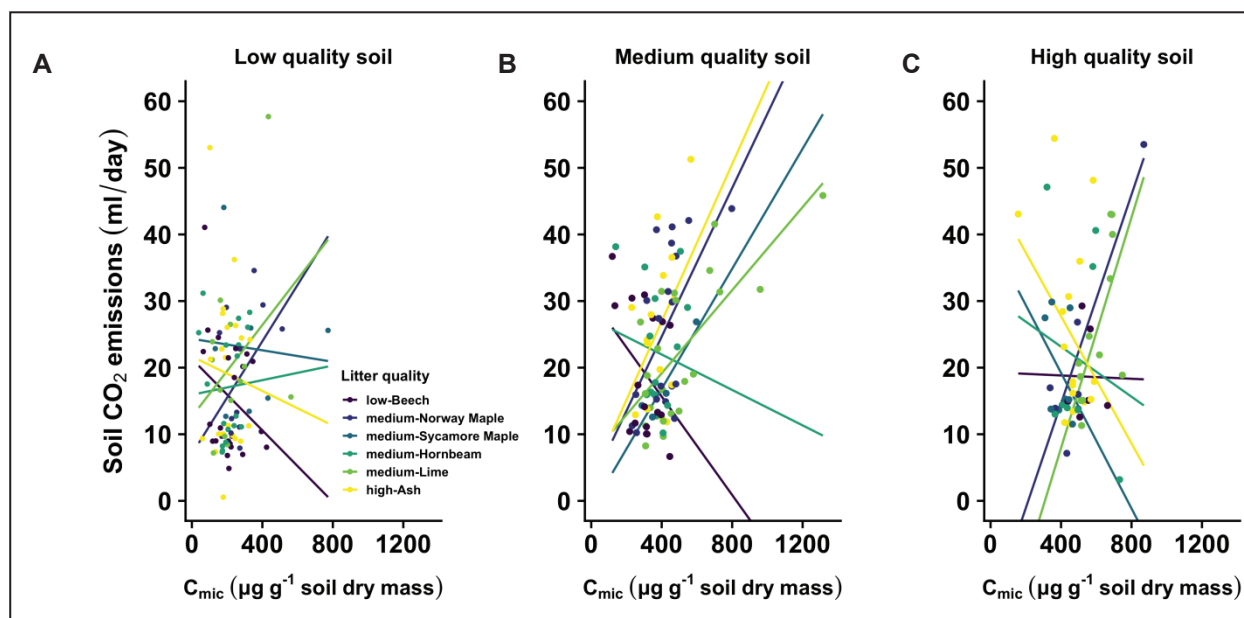 A
Low quality soil
B
Medium quality soil
C
High quality soil
Soil CO₂ emissions (ml/day)
60
50
40
30
20
10
0
Litter quality
low-Beech
medium-Norway Maple
medium-Sycamore Maple
medium-Hornbeam
medium-Lime
high-Ash
0 400 800 1200
Cmic (µg g⁻¹ soil dry mass)
60
50
40
30
20
10
0
0 400 800 1200
Cmic (µg g⁻¹ soil dry mass)
60
50
40
30
20
10
0
0 400 800 1200
Cmic (µg g⁻¹ soil dry mass)